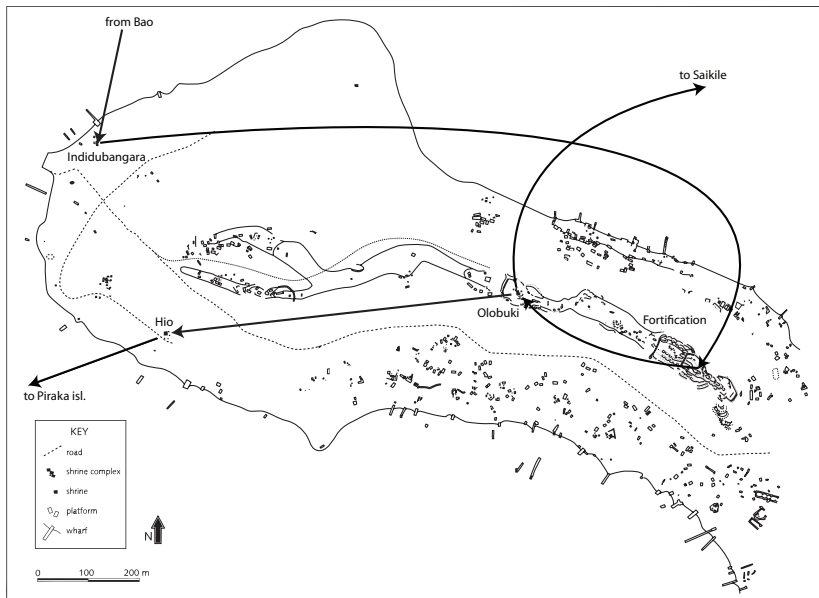 from Bao
to Saikile
Indidubangara
Olobuki
Fortification
Hio
to Piraka isl.
KEY
road
shrine complex
shrine
platform
wharf
N
0 100 200 m